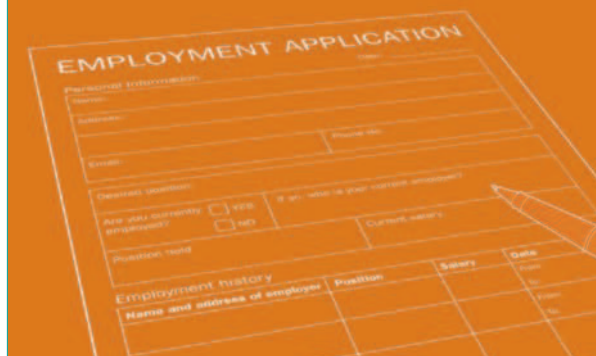 EMPLOYMENT APPLICATION
Date:
Personal Information
Name:
Address:
Email:
Phone No:
Desired position:
Are you currently employed?
YES
NO
If so, who is your current employer?
Position held
Current salary
Employment history
Name and address of employer
Position
Salary
Date
From
To
From
To